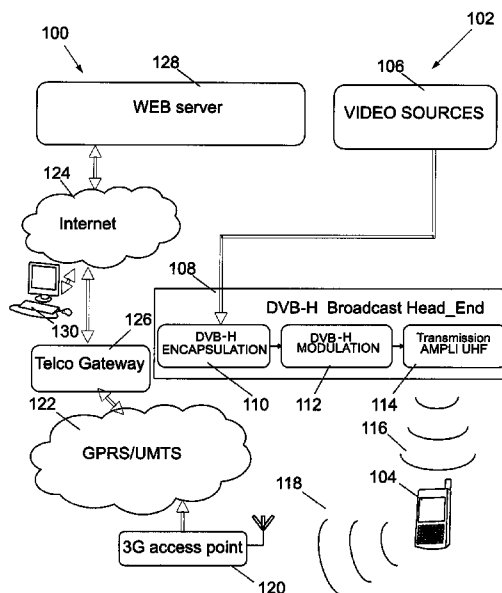 100
102
128
WEB server
106
VIDEO SOURCES
124
Internet
130
108
DVB-H Broadcast Head_End
DVB-H
ENCAPSULATION
DVB-H
MODULATION
Transmission
AMPLI UHF
126
Telco Gateway
110
112
114
122
GPRS/UMTS
116
104
118
3G access point
120